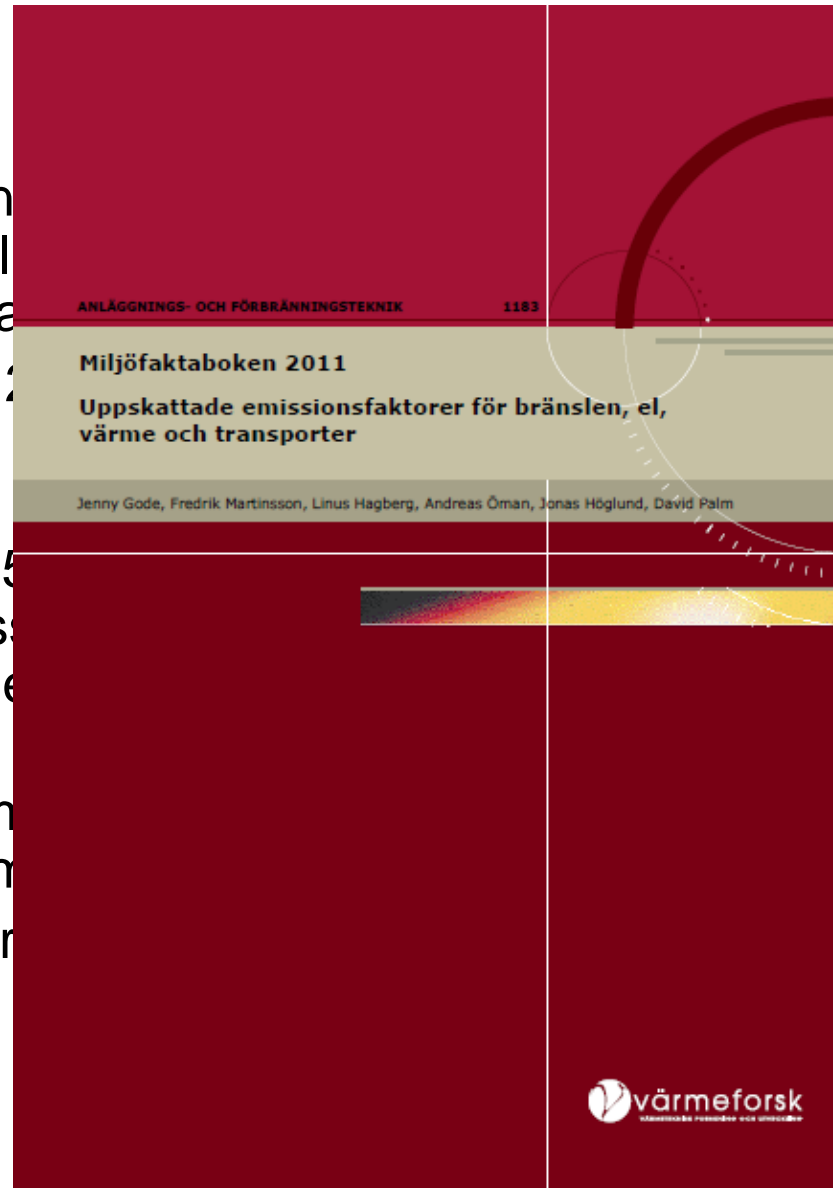 ANLÄGGNINGS- OCH FÖRBRÄNNINGSTEKNIK 1183
Miljöfaktaboken 2011
Uppskattade emissionsfaktorer för bränslen, el,
värme och transporter
Jenny Gode, Fredrik Martinsson, Linus Hagberg, Andreas Öman, Jonas Höglund, David Palm
värmeforsk